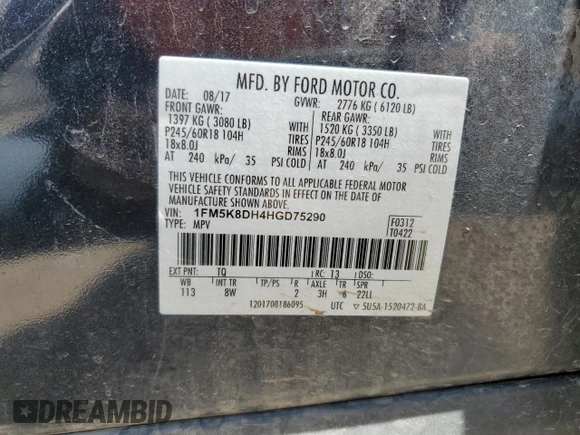 MFD. BY FORD MOTOR CO.
DATE: 08/17 GVWR: 2776 KG ( 6120 LB)
FRONT GAWR: REAR GAWR:
1397 KG ( 3080 LB) WITH 1520 KG ( 3350 LB) WITH
P245/60R18 104H TIRES P245/60R18 104H TIRES
18x8.0J RIMS 18x8.0J RIMS
AT 240 kPa/ 35 PSI COLD AT 240 kPa/ 35 PSI COLD
THIS VEHICLE CONFORMS TO ALL APPLICABLE FEDERAL MOTOR
VEHICLE SAFETY STANDARDS IN EFFECT ON THE DATE OF
MANUFACTURE SHOWN ABOVE.
VIN: 1FM5K8DH4HGD75290 F0312
TYPE: MPV T0422
EXT PNT: TQ RC: 13 DSO:
WB INT TR TP/PS R AXLE TR SPR
113 8W 2 3H 6 22LL
1201708186095 UTC ▽ 5U5A-1520472-BA
DREAMBID